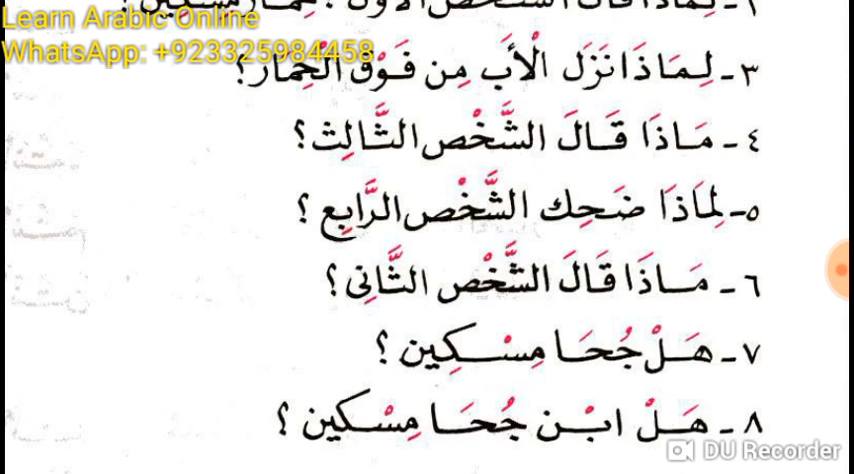 Learn Arabic Online
WhatsApp: +923325984458
٣ - لِمَاذَا نَزَل الْأَب مِن فَوْق الْحِمَار؟
٤ - مَاذَا قَالَ الشَّخْص الثَّالِث؟
٥ - لِمَاذَا ضَحِك الشَّخْص الرَّابِع؟
٦ - مَاذَا قَالَ الشَّخْص الثَّانِى؟
٧ - هَلْ جُحَا مِسْكِين؟
٨ - هَلْ ابْن جُحَا مِسْكين؟
DU Recorder